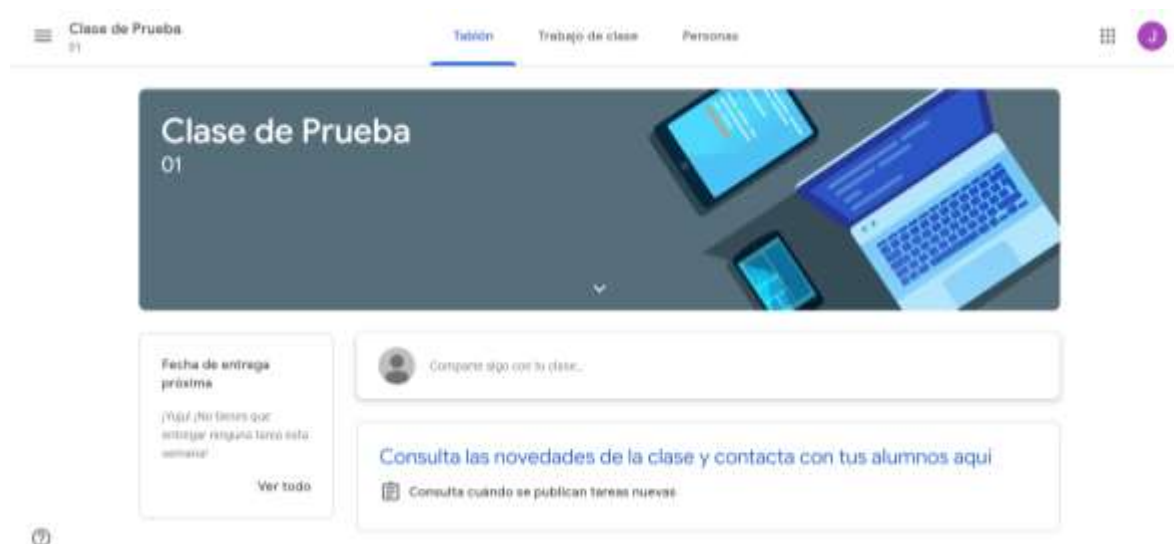 Clase de Prueba
01
Tablón
Trabajo de clase
Personas
J
Clase de Prueba
01
Fecha de entrega
próxima
¡Yuju! ¡No tienes que
entregar ninguna tarea esta
semana!
Ver todo
Comparte algo con tu clase...
Consulta las novedades de la clase y contacta con tus alumnos aquí
Consulta cuándo se publican tareas nuevas